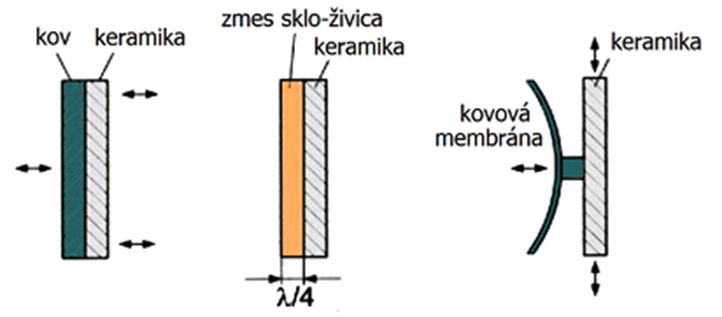 kov
keramika
zmes sklo-živica
keramika
λ/4
keramika
kovová
membrána